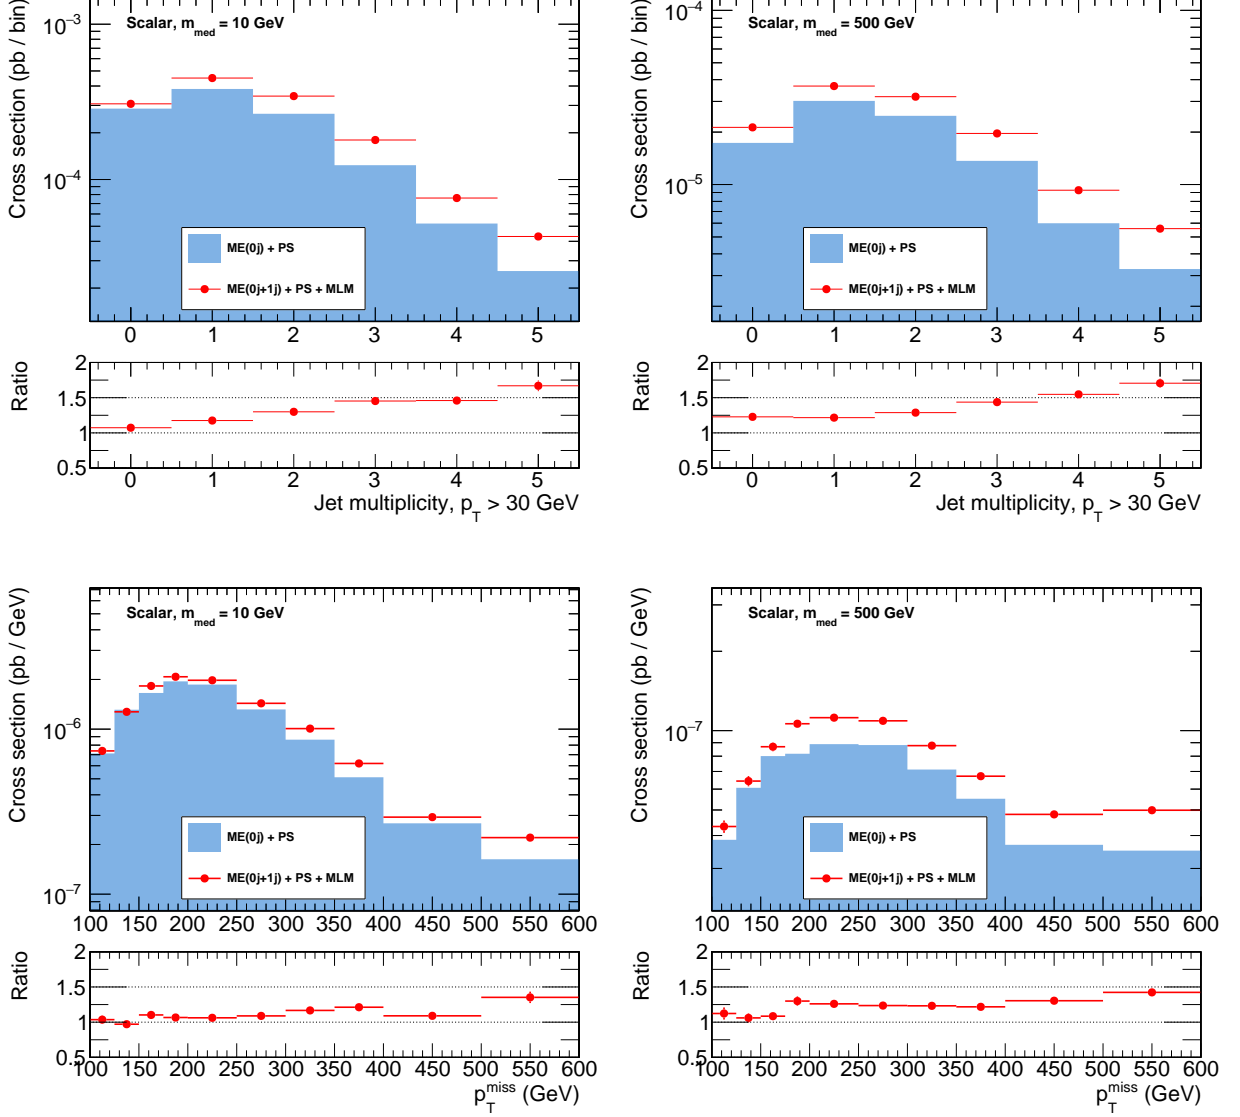 Cross section (pb / bin)
10⁻³
10⁻⁴
Scalar, m_med = 10 GeV
ME(0j) + PS
ME(0j+1j) + PS + MLM
0 1 2 3 4 5
Ratio
2
1.5
1
0.5
0 1 2 3 4 5
Jet multiplicity, p_T > 30 GeV
Cross section (pb / bin)
10⁻⁴
10⁻⁵
Scalar, m_med = 500 GeV
ME(0j) + PS
ME(0j+1j) + PS + MLM
0 1 2 3 4 5
Ratio
2
1.5
1
0.5
0 1 2 3 4 5
Jet multiplicity, p_T > 30 GeV
Cross section (pb / GeV)
10⁻⁶
10⁻⁷
Scalar, m_med = 10 GeV
ME(0j) + PS
ME(0j+1j) + PS + MLM
100 150 200 250 300 350 400 450 500 550 600
Ratio
2
1.5
1
0.5
100 150 200 250 300 350 400 450 500 550 600
p_T^miss (GeV)
Cross section (pb / GeV)
10⁻⁷
Scalar, m_med = 500 GeV
ME(0j) + PS
ME(0j+1j) + PS + MLM
100 150 200 250 300 350 400 450 500 550 600
Ratio
2
1.5
1
0.5
100 150 200 250 300 350 400 450 500 550 600
p_T^miss (GeV)